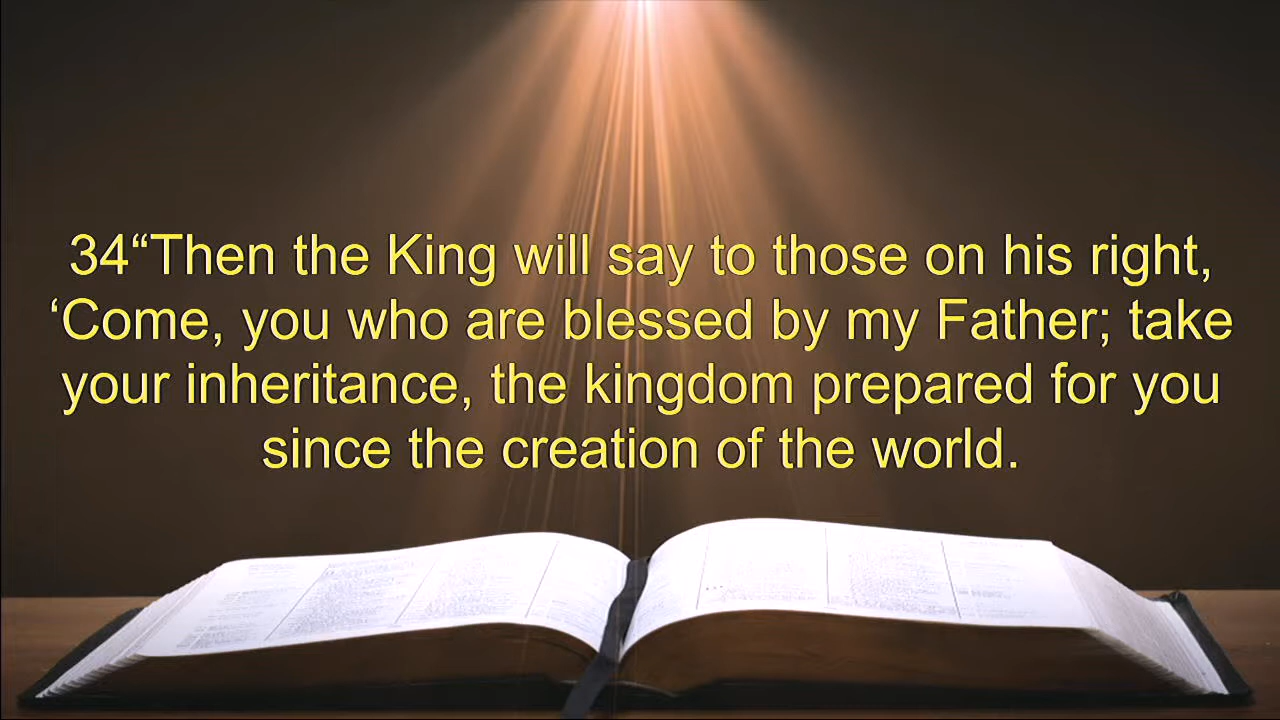 34“Then the King will say to those on his right,
‘Come, you who are blessed by my Father; take
your inheritance, the kingdom prepared for you
since the creation of the world.